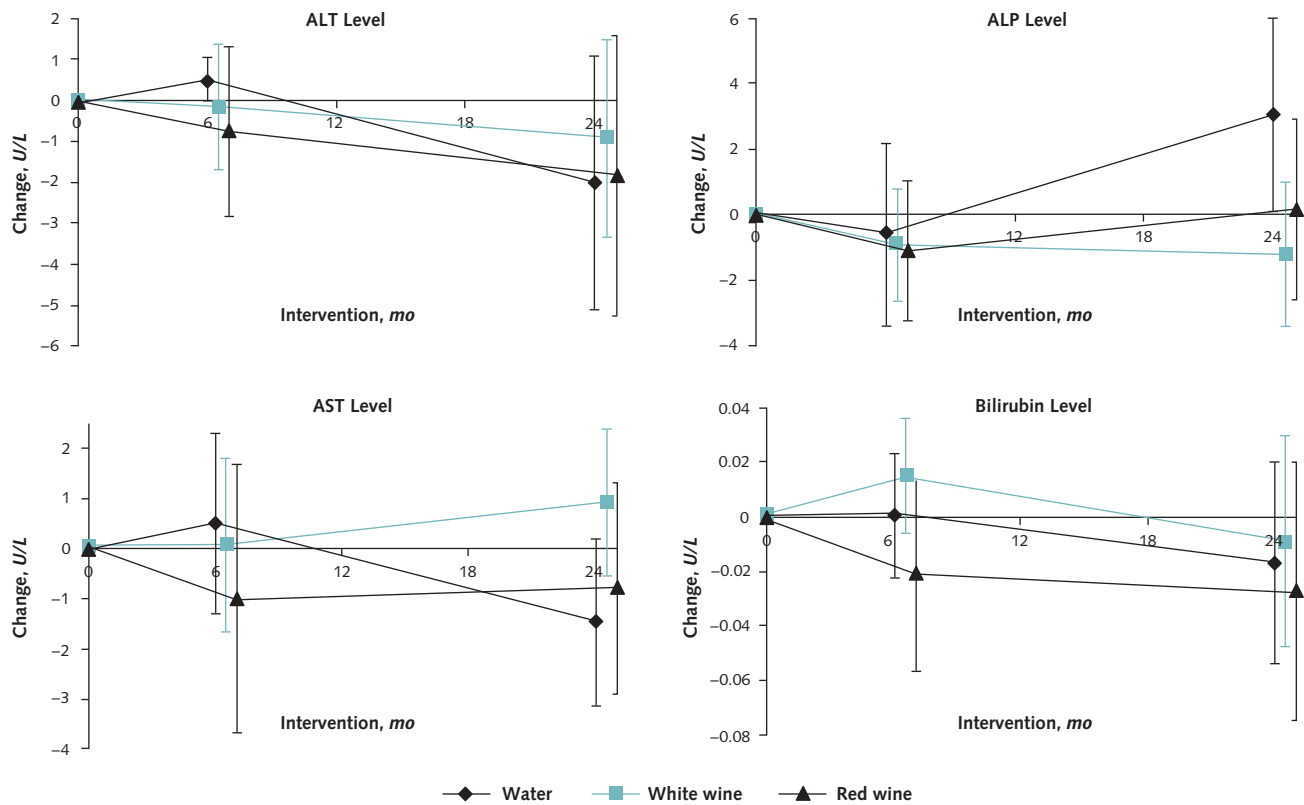 ALT Level
2
1
0
–1
–2
–3
–4
–5
–6
0 6 12 18 24
Change, U/L
Intervention, mo
ALP Level
6
4
2
0
–2
–4
0 6 12 18 24
Change, U/L
Intervention, mo
AST Level
2
1
0
–1
–2
–3
–4
0 6 12 18 24
Change, U/L
Intervention, mo
Bilirubin Level
0.04
0.02
0
–0.02
–0.04
–0.06
–0.08
0 6 12 18 24
Change, U/L
Intervention, mo
Water White wine Red wine